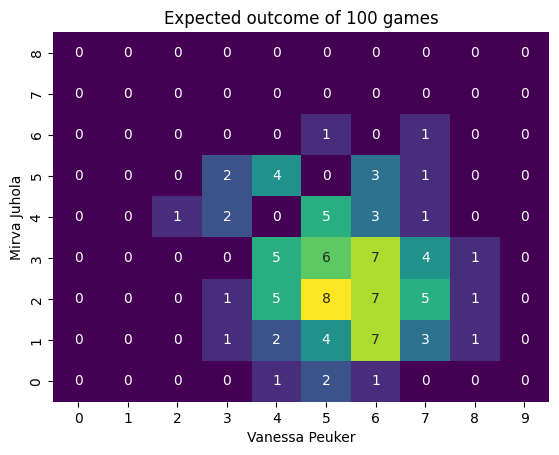 Expected outcome of 100 games
Mirva Juhola
8 0 0 0 0 0 0 0 0 0 0
7 0 0 0 0 0 0 0 0 0 0
6 0 0 0 0 0 1 0 1 0 0
5 0 0 0 2 4 0 3 1 0 0
4 0 0 1 2 0 5 3 1 0 0
3 0 0 0 0 5 6 7 4 1 0
2 0 0 0 1 5 8 7 5 1 0
1 0 0 0 1 2 4 7 3 1 0
0 0 0 0 0 1 2 1 0 0 0
0 1 2 3 4 5 6 7 8 9
Vanessa Peuker